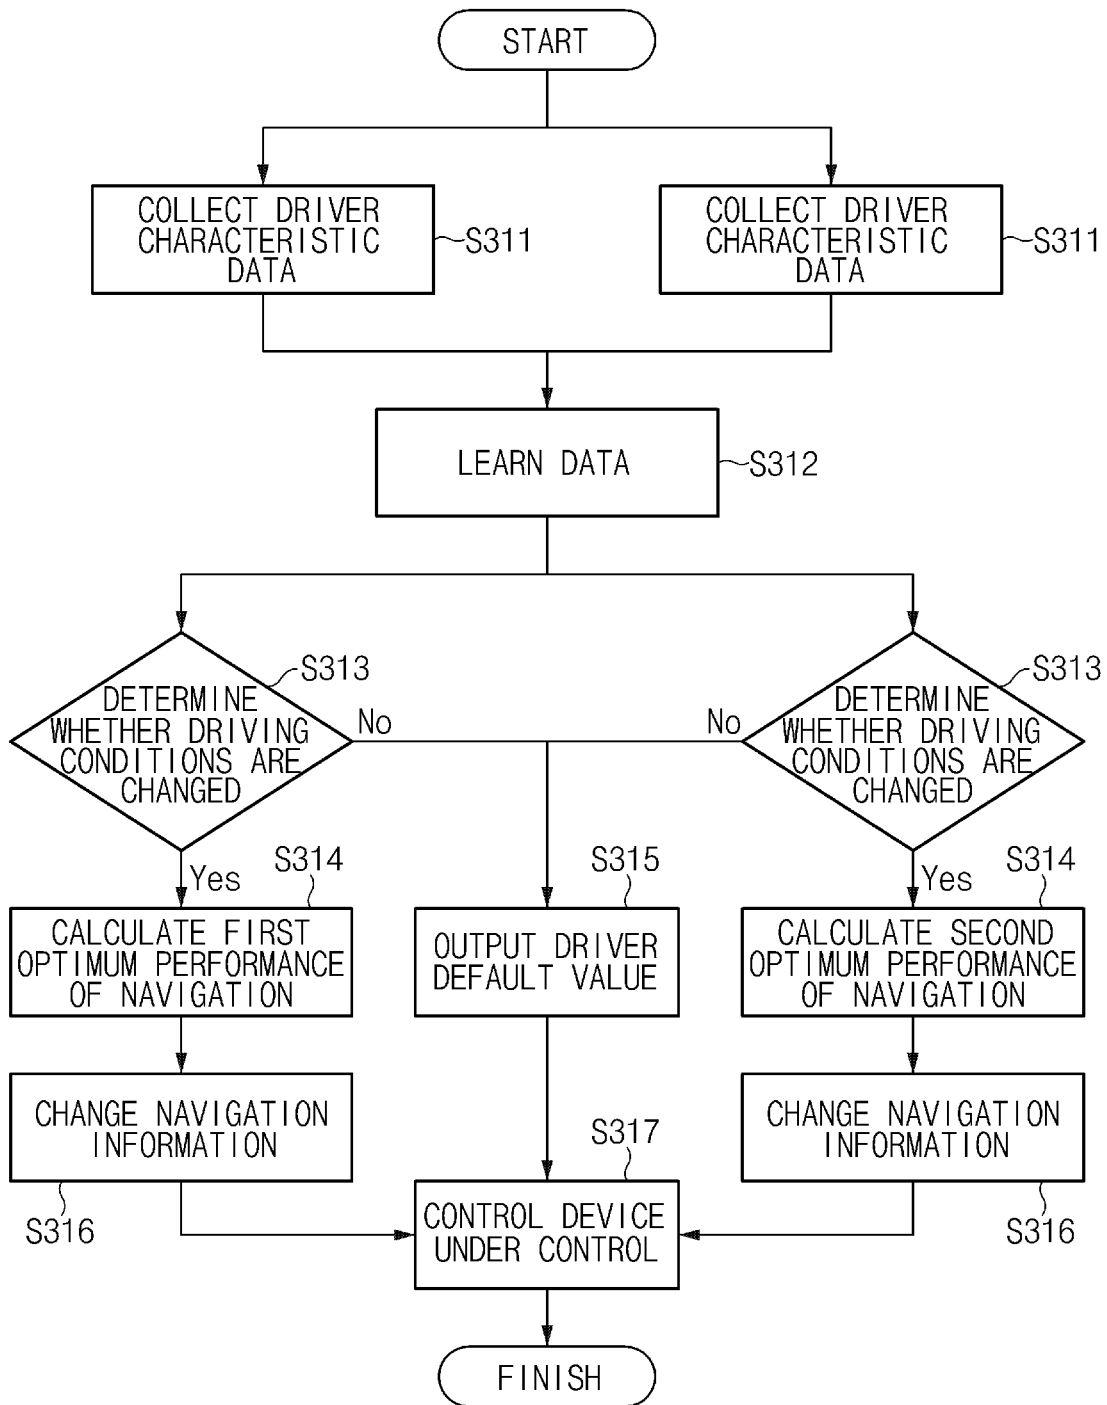 START
COLLECT DRIVER
CHARACTERISTIC
DATA
S311
COLLECT DRIVER
CHARACTERISTIC
DATA
S311
LEARN DATA
S312
S313
DETERMINE
WHETHER DRIVING
CONDITIONS ARE
CHANGED
No
No
S313
DETERMINE
WHETHER DRIVING
CONDITIONS ARE
CHANGED
Yes
S314
CALCULATE FIRST
OPTIMUM PERFORMANCE
OF NAVIGATION
S315
OUTPUT DRIVER
DEFAULT VALUE
Yes
S314
CALCULATE SECOND
OPTIMUM PERFORMANCE
OF NAVIGATION
CHANGE NAVIGATION
INFORMATION
S316
S317
CONTROL DEVICE
UNDER CONTROL
CHANGE NAVIGATION
INFORMATION
S316
FINISH